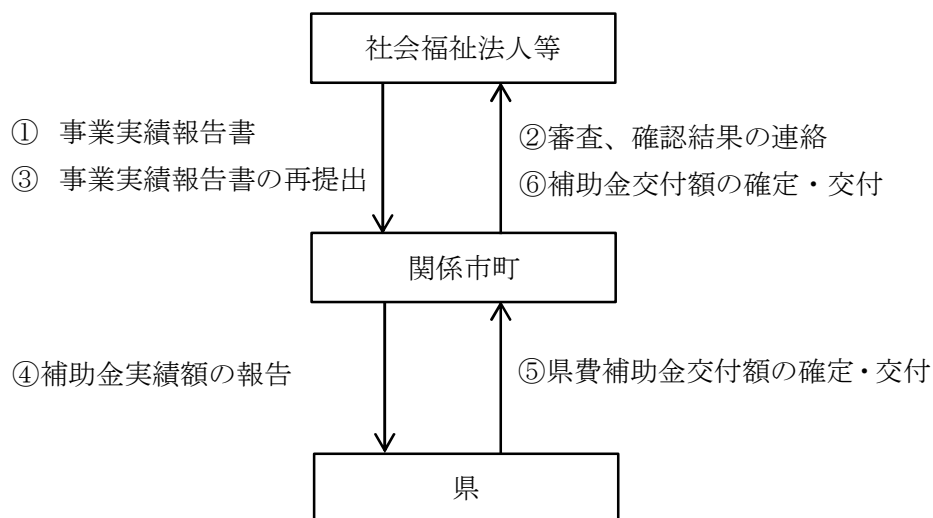 社会福祉法人等
① 事業実績報告書
③ 事業実績報告書の再提出
②審査、確認結果の連絡
⑥補助金交付額の確定・交付
関係市町
④補助金実績額の報告
⑤県費補助金交付額の確定・交付
県